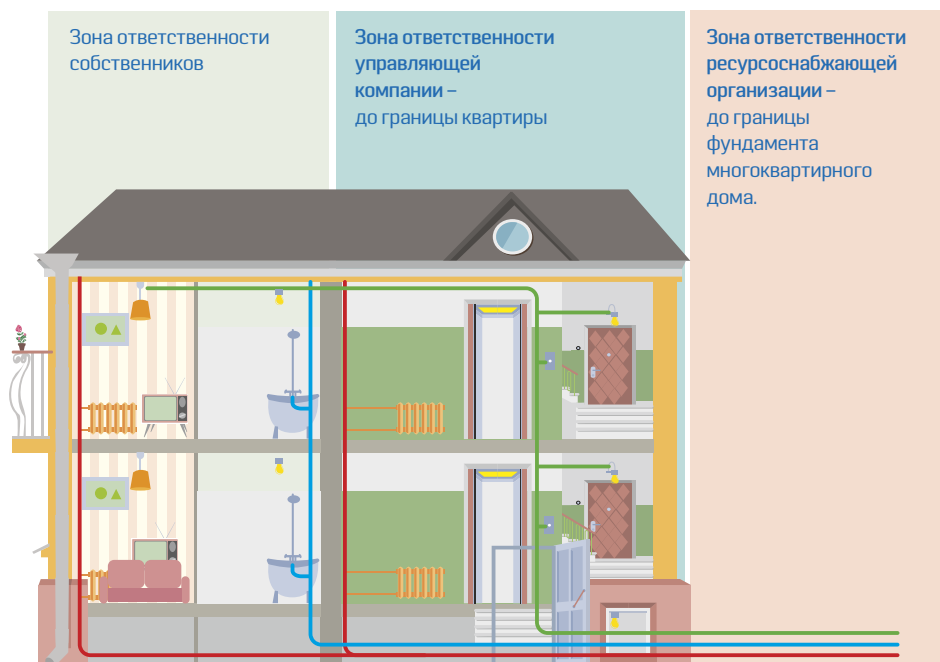 Зона ответственности
собственников
Зона ответственности
управляющей
компании –
до границы квартиры
Зона ответственности
ресурсоснабжающей
организации –
до границы
фундамента
многоквартирного
дома.